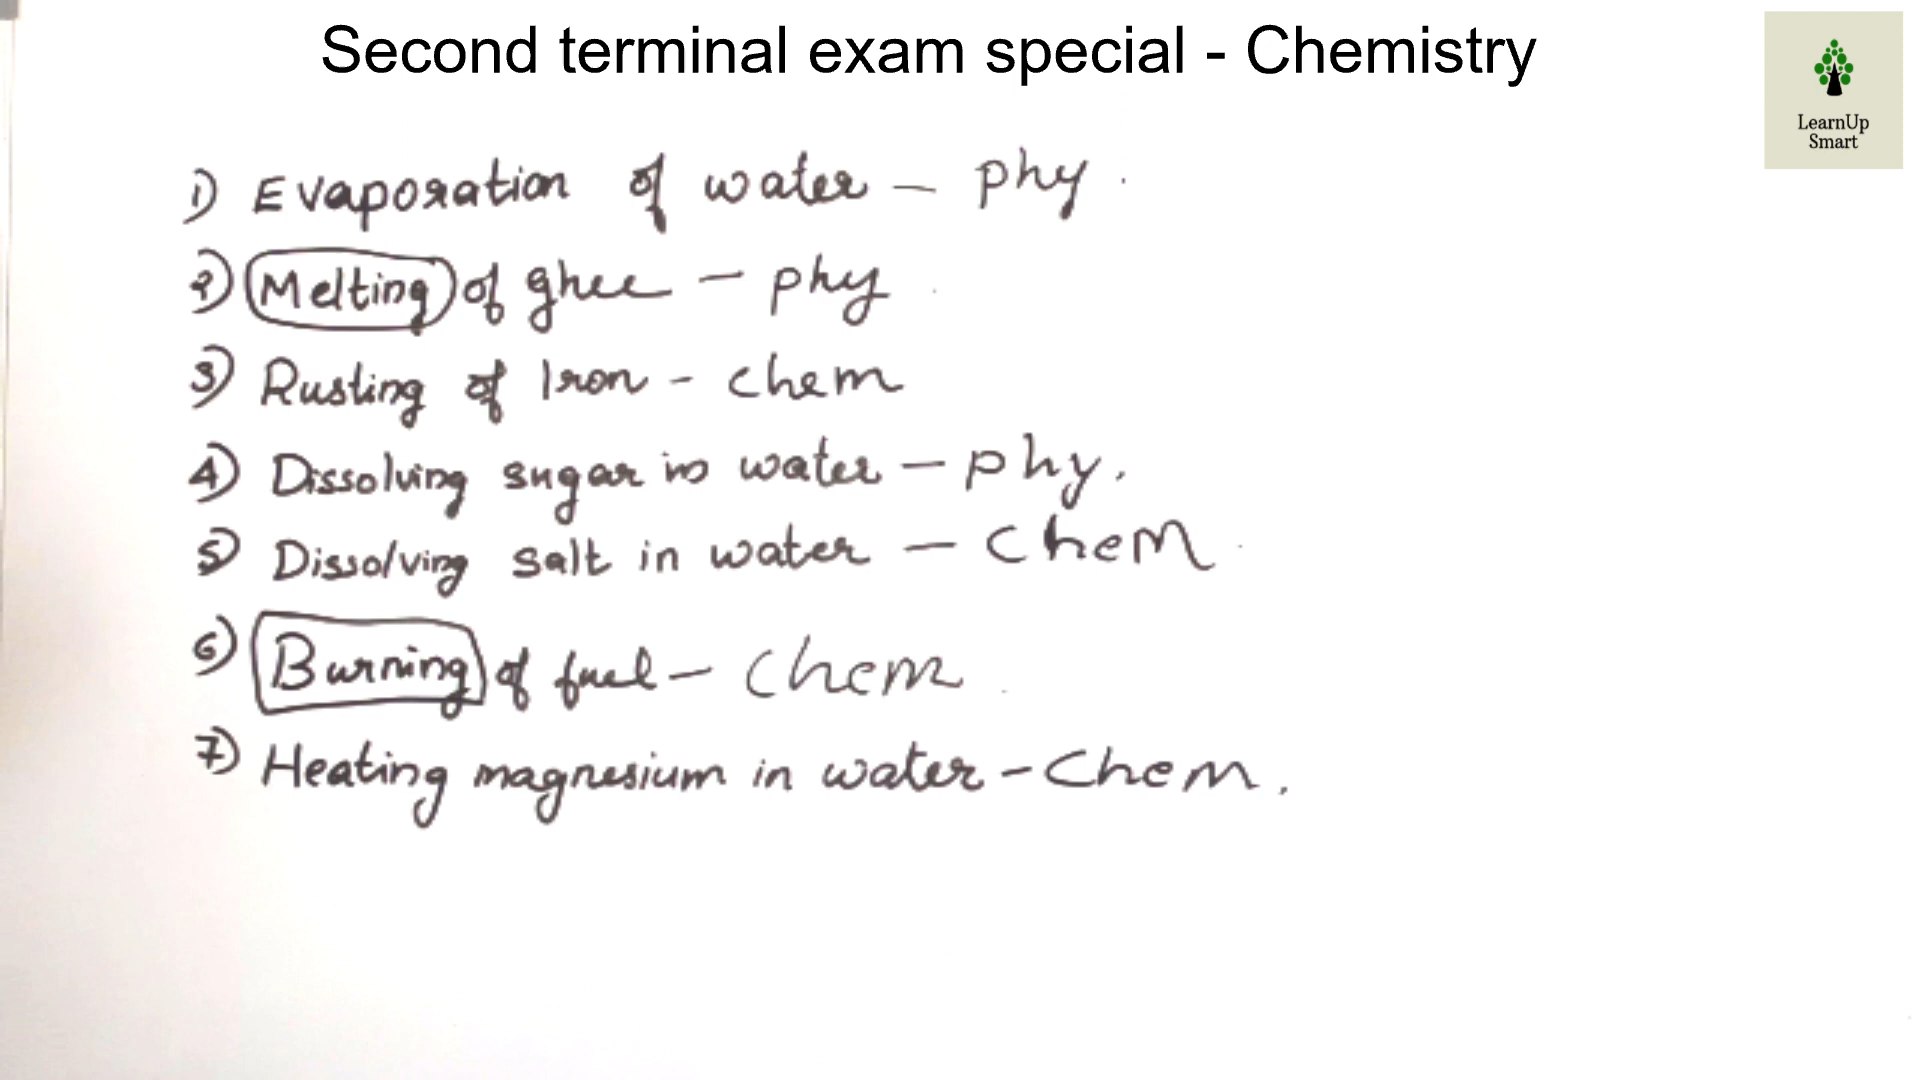 Second terminal exam special - Chemistry
LearnUp
Smart
1) Evaporation of water - phy.
2) Melting of ghee - phy
3) Rusting of Iron - chem
4) Dissolving sugar in water - phy.
5) Dissolving salt in water - chem
6) Burning of fuel - chem
7) Heating magnesium in water - chem.